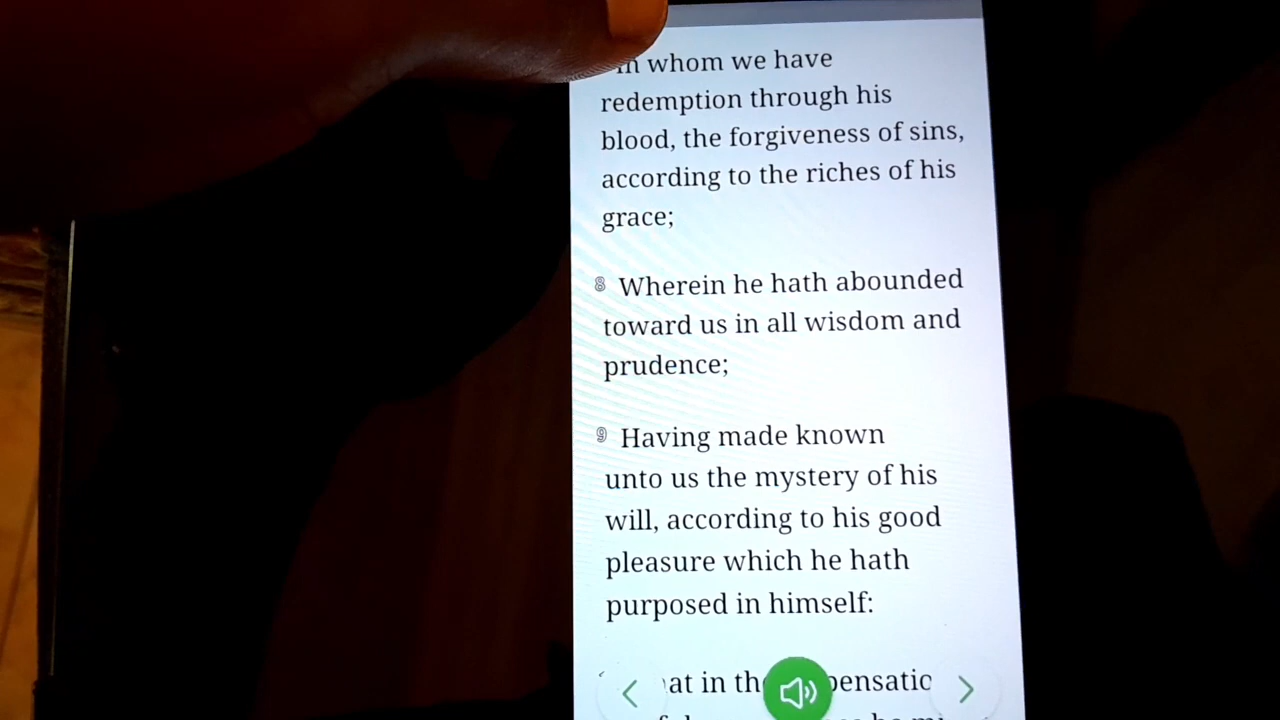 In whom we have
redemption through his
blood, the forgiveness of sins,
according to the riches of his
grace;
8 Wherein he hath abounded
toward us in all wisdom and
prudence;
9 Having made known
unto us the mystery of his
will, according to his good
pleasure which he hath
purposed in himself:
in